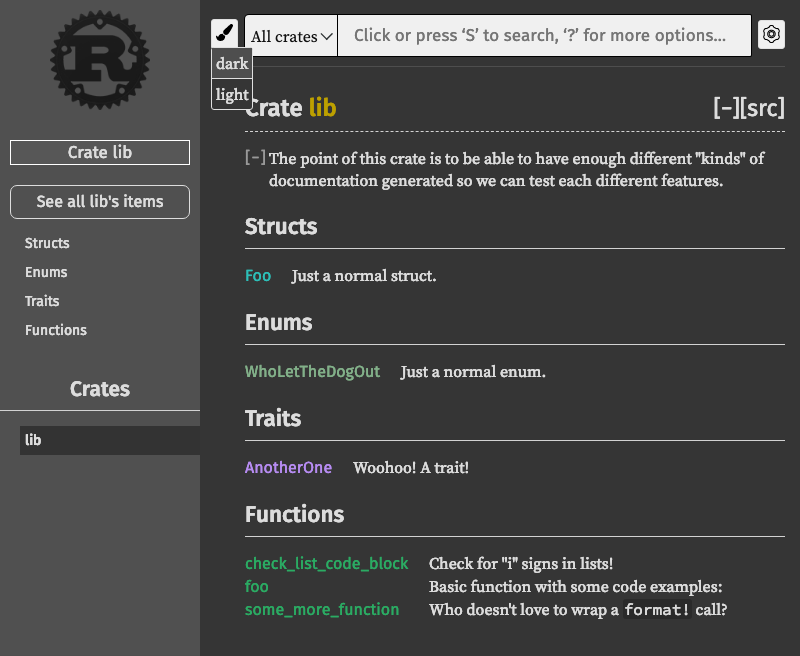 R
Crate lib
See all lib's items
Structs
Enums
Traits
Functions
Crates
lib
dark
light
All crates
Click or press ‘S’ to search, ‘?’ for more options…
Crate lib [−][src]
[−] The point of this crate is to be able to have enough different "kinds" of
documentation generated so we can test each different features.
Structs
Foo Just a normal struct.
Enums
WhoLetTheDogOut Just a normal enum.
Traits
AnotherOne Woohoo! A trait!
Functions
check_list_code_block Check for "i" signs in lists!
foo Basic function with some code examples:
some_more_function Who doesn't love to wrap a format! call?